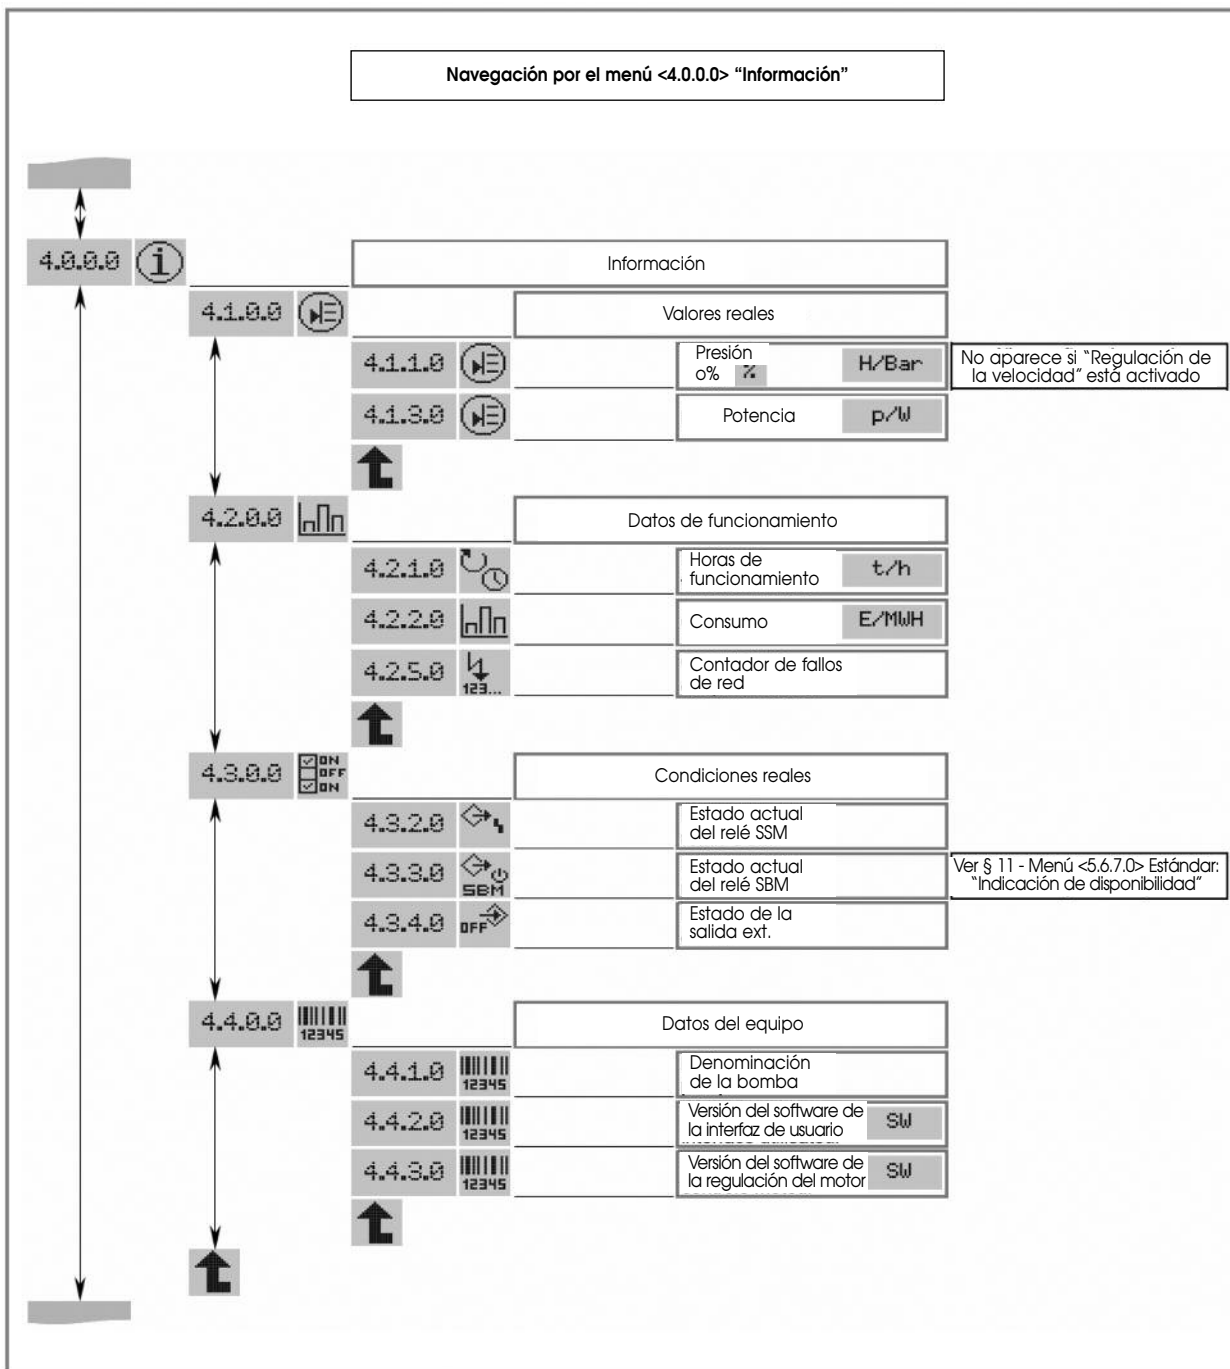 Navegación por el menú <4.0.0.0> “Información”
4.0.0.0 i
Información
4.1.0.0
Valores reales
4.1.1.0
Presión
o% % H/Bar
No aparece si “Regulación de
la velocidad” está activado
4.1.3.0
Potencia p/W
4.2.0.0
Datos de funcionamiento
4.2.1.0
Horas de
funcionamiento t/h
4.2.2.0
Consumo E/MWH
4.2.5.0 123...
Contador de fallos
de red
4.3.0.0 ON
OFF
ON
Condiciones reales
4.3.2.0
Estado actual
del relé SSM
4.3.3.0 SBM
Estado actual
del relé SBM
Ver § 11 - Menú <5.6.7.0> Estándar:
“Indicación de disponibilidad”
4.3.4.0 OFF
Estado de la
salida ext.
4.4.0.0 12345
Datos del equipo
4.4.1.0 12345
Denominación
de la bomba
4.4.2.0 12345
Versión del software de
la interfaz de usuario SW
4.4.3.0 12345
Versión del software de
la regulación del motor SW